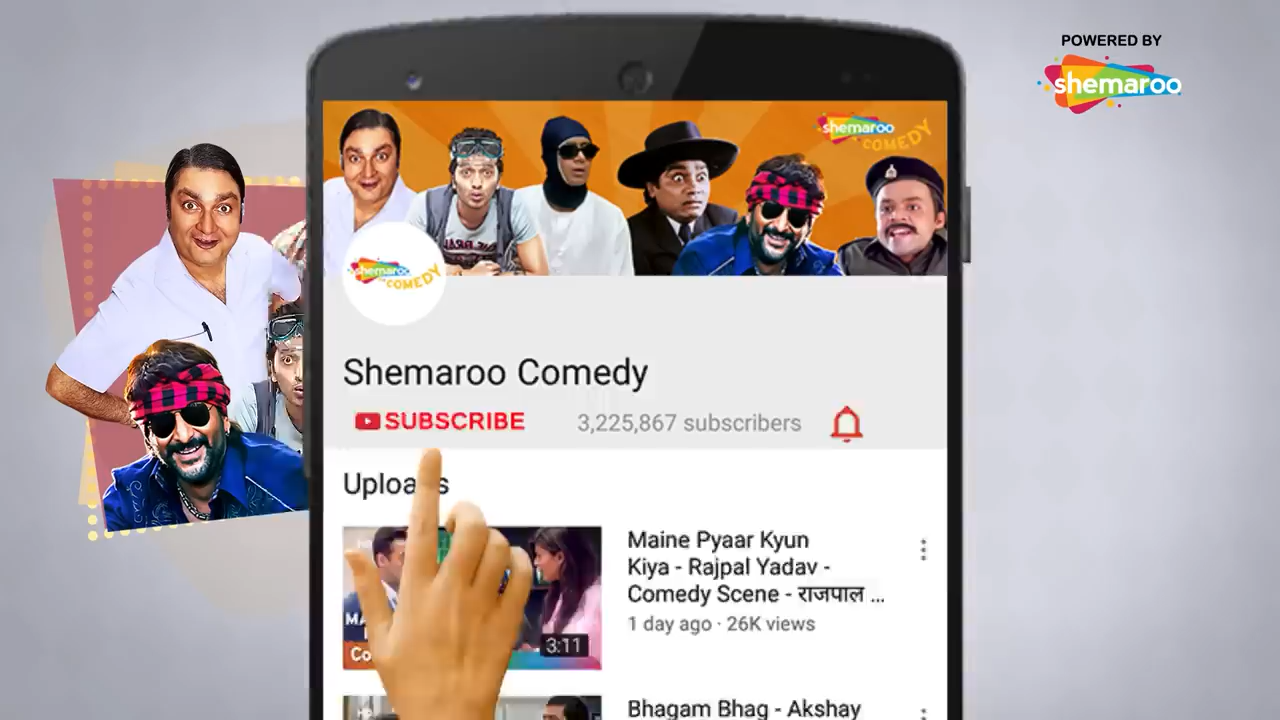 POWERED BY
shemaroo
shemaroo
COMEDY
shemaroo
COMEDY
Shemaroo Comedy
SUBSCRIBE 3,225,867 subscribers
Maine Pyaar Kyun
Kiya - Rajpal Yadav -
Comedy Scene - राजपाल ...
1 day ago · 26K views
3:11
Bhagam Bhag - Akshay